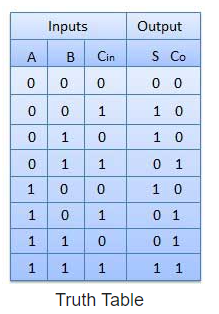 Inputs Output
A B Cin S Co
0 0 0 0 0
0 0 1 1 0
0 1 0 1 0
0 1 1 0 1
1 0 0 1 0
1 0 1 0 1
1 1 0 0 1
1 1 1 1 1
Truth Table